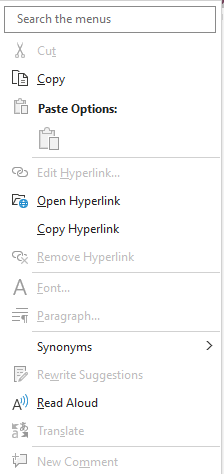 Search the menus
Cut
Copy
Paste Options:
Edit Hyperlink...
Open Hyperlink
Copy Hyperlink
Remove Hyperlink
Font...
Paragraph...
Synonyms
Rewrite Suggestions
Read Aloud
Translate
New Comment